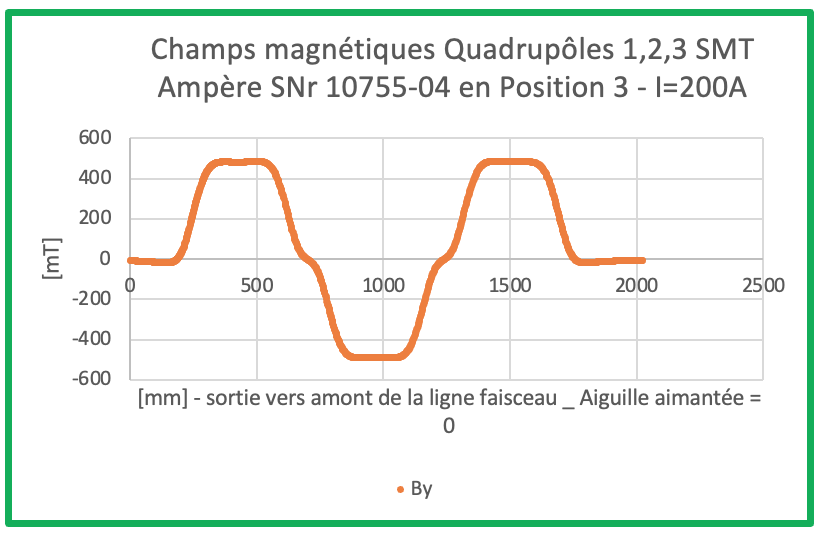 Champs magnétiques Quadrupôles 1,2,3 SMT
Ampère SNr 10755-04 en Position 3 - I=200A
600
400
200
0
-200
-400
-600
[mT]
0
500
1000
1500
2000
2500
[mm] - sortie vers amont de la ligne faisceau _ Aiguille aimantée =
0
By